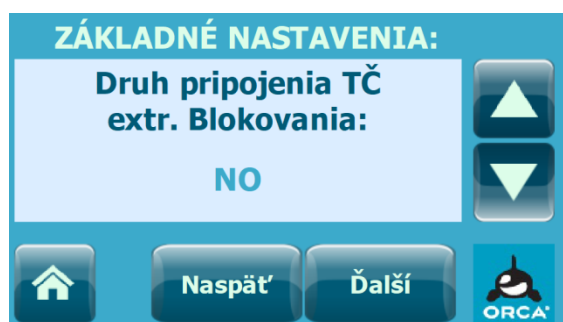 ZÁKLADNÉ NASTAVENIA:
Druh pripojenia TČ
extr. Blokovania:
NO
Naspäť
Ďalší
ORCA